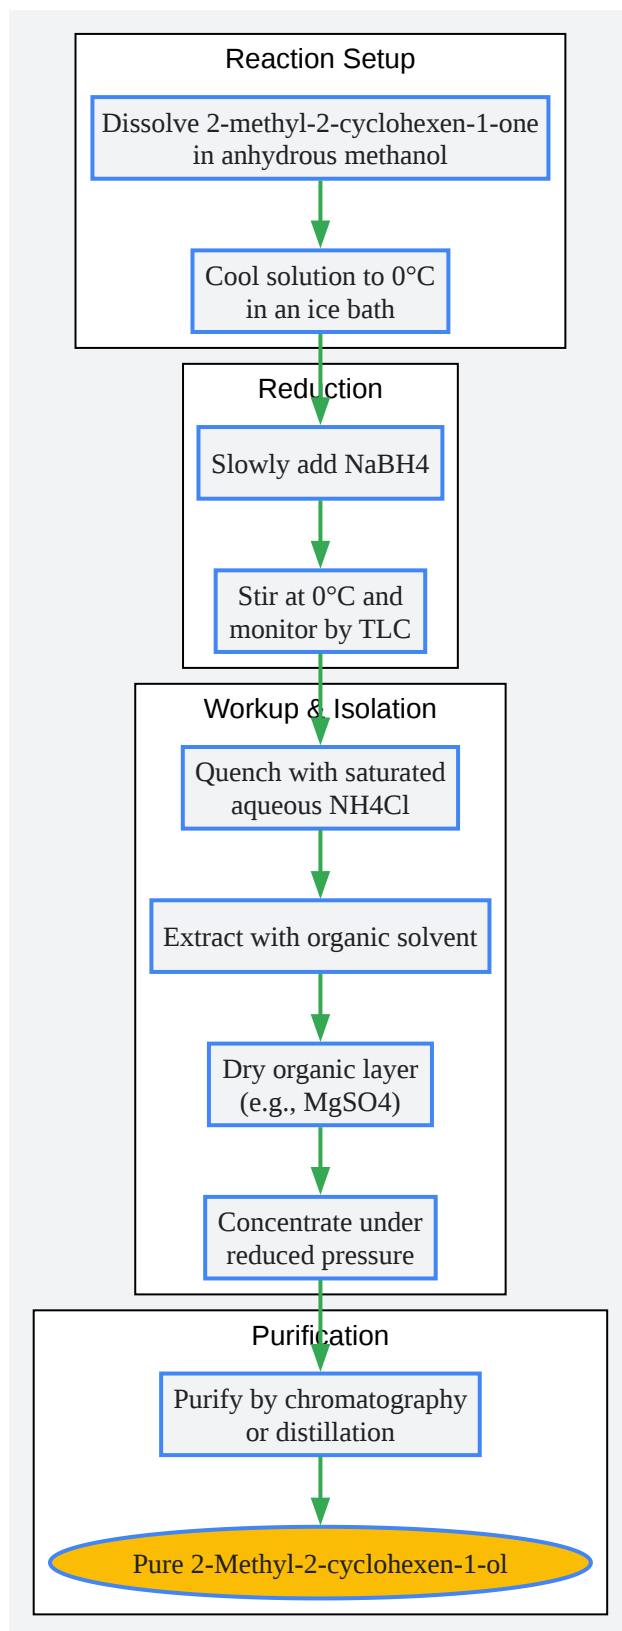 Reaction Setup
Dissolve 2-methyl-2-cyclohexen-1-one
in anhydrous methanol
Cool solution to 0°C
in an ice bath
Reduction
Slowly add NaBH4
Stir at 0°C and
monitor by TLC
Workup & Isolation
Quench with saturated
aqueous NH4Cl
Extract with organic solvent
Dry organic layer
(e.g., MgSO4)
Concentrate under
reduced pressure
Purification
Purify by chromatography
or distillation
Pure 2-Methyl-2-cyclohexen-1-ol